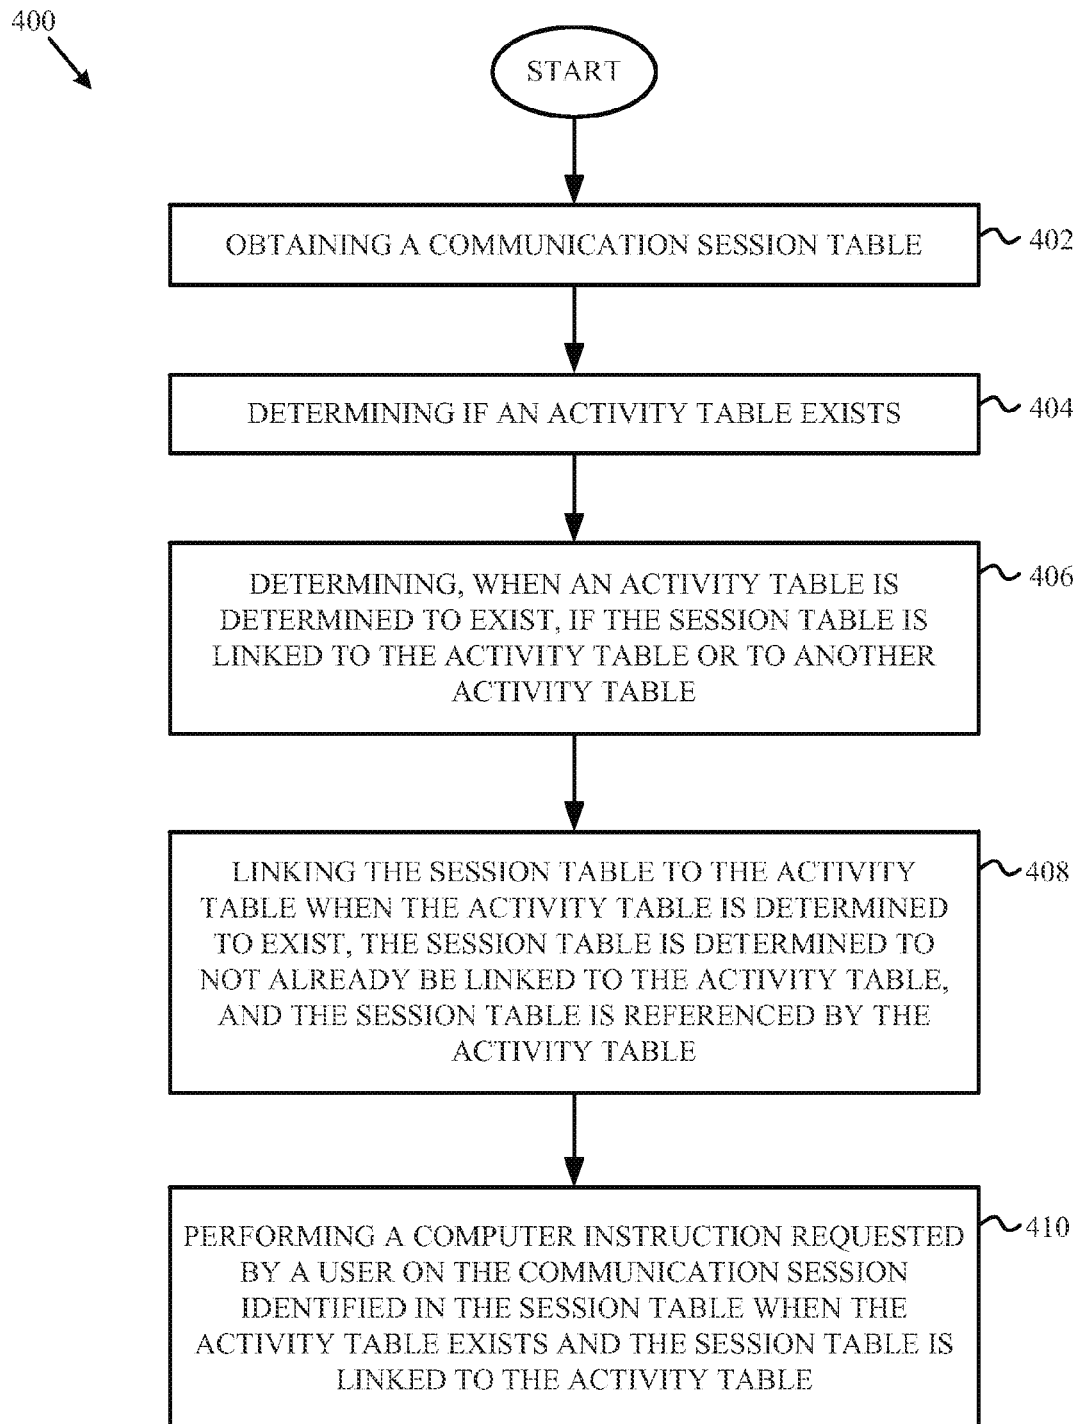 400
START
OBTAINING A COMMUNICATION SESSION TABLE
402
DETERMINING IF AN ACTIVITY TABLE EXISTS
404
DETERMINING, WHEN AN ACTIVITY TABLE IS
DETERMINED TO EXIST, IF THE SESSION TABLE IS
LINKED TO THE ACTIVITY TABLE OR TO ANOTHER
ACTIVITY TABLE
406
LINKING THE SESSION TABLE TO THE ACTIVITY
TABLE WHEN THE ACTIVITY TABLE IS DETERMINED
TO EXIST, THE SESSION TABLE IS DETERMINED TO
NOT ALREADY BE LINKED TO THE ACTIVITY TABLE,
AND THE SESSION TABLE IS REFERENCED BY THE
ACTIVITY TABLE
408
PERFORMING A COMPUTER INSTRUCTION REQUESTED
BY A USER ON THE COMMUNICATION SESSION
IDENTIFIED IN THE SESSION TABLE WHEN THE
ACTIVITY TABLE EXISTS AND THE SESSION TABLE IS
LINKED TO THE ACTIVITY TABLE
410